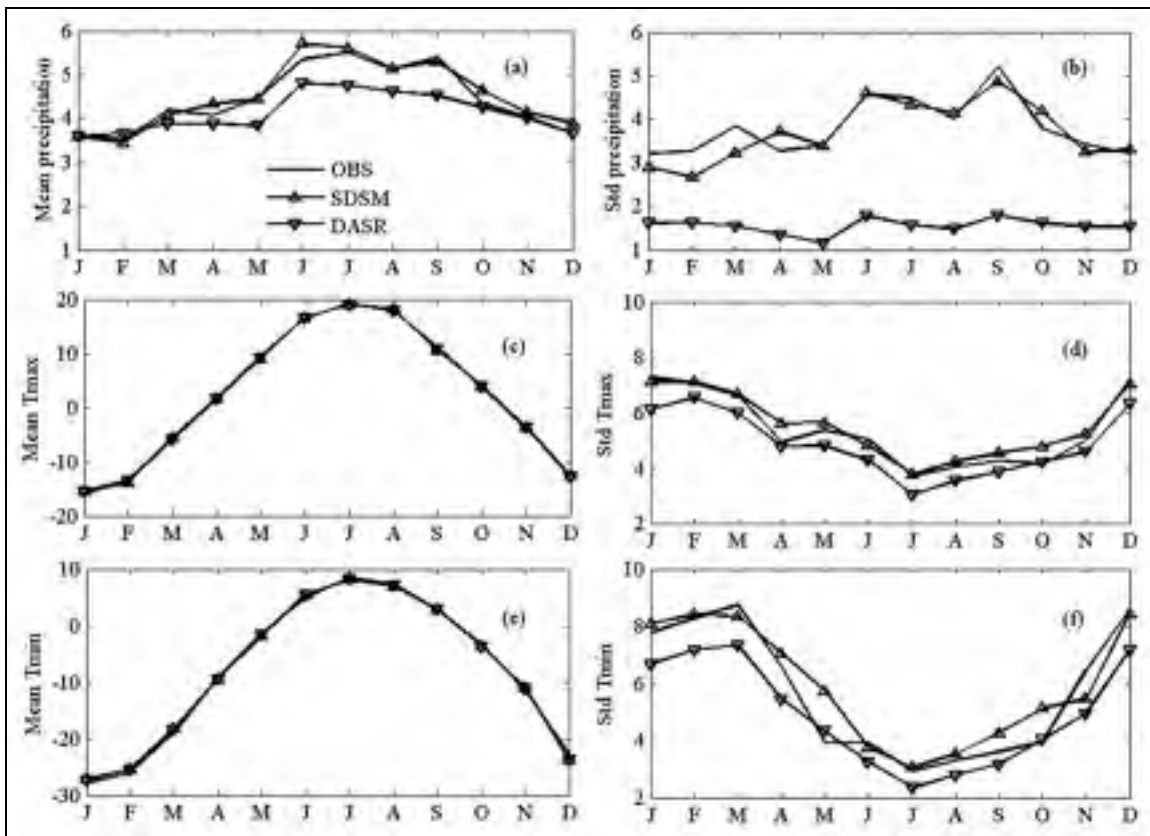 Mean precipitation
6
5
4
3
2
1
(a)
OBS
SDSM
DASR
J F M A M J J A S O N D
Std precipitation
6
5
4
3
2
1
(b)
J F M A M J J A S O N D
Mean Tmax
20
10
0
-10
-20
(c)
J F M A M J J A S O N D
Std Tmax
10
8
6
4
2
(d)
J F M A M J J A S O N D
Mean Tmin
10
0
-10
-20
-30
(e)
J F M A M J J A S O N D
Std Tmin
10
8
6
4
2
(f)
J F M A M J J A S O N D